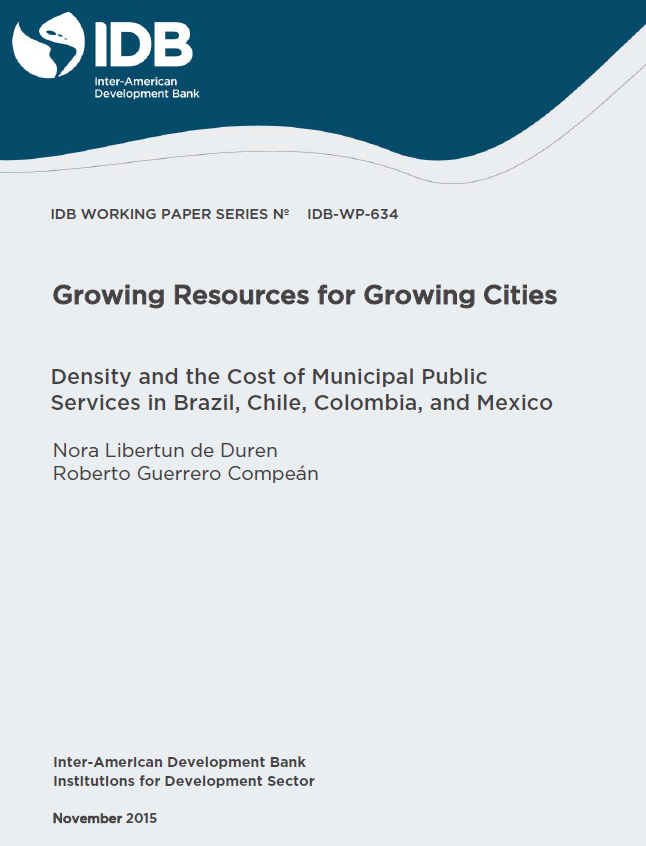 IDB
Inter-American
Development Bank
IDB WORKING PAPER SERIES Nº IDB-WP-634
Growing Resources for Growing Cities
Density and the Cost of Municipal Public
Services in Brazil, Chile, Colombia, and Mexico
Nora Libertun de Duren
Roberto Guerrero Compeán
Inter-American Development Bank
Institutions for Development Sector
November 2015